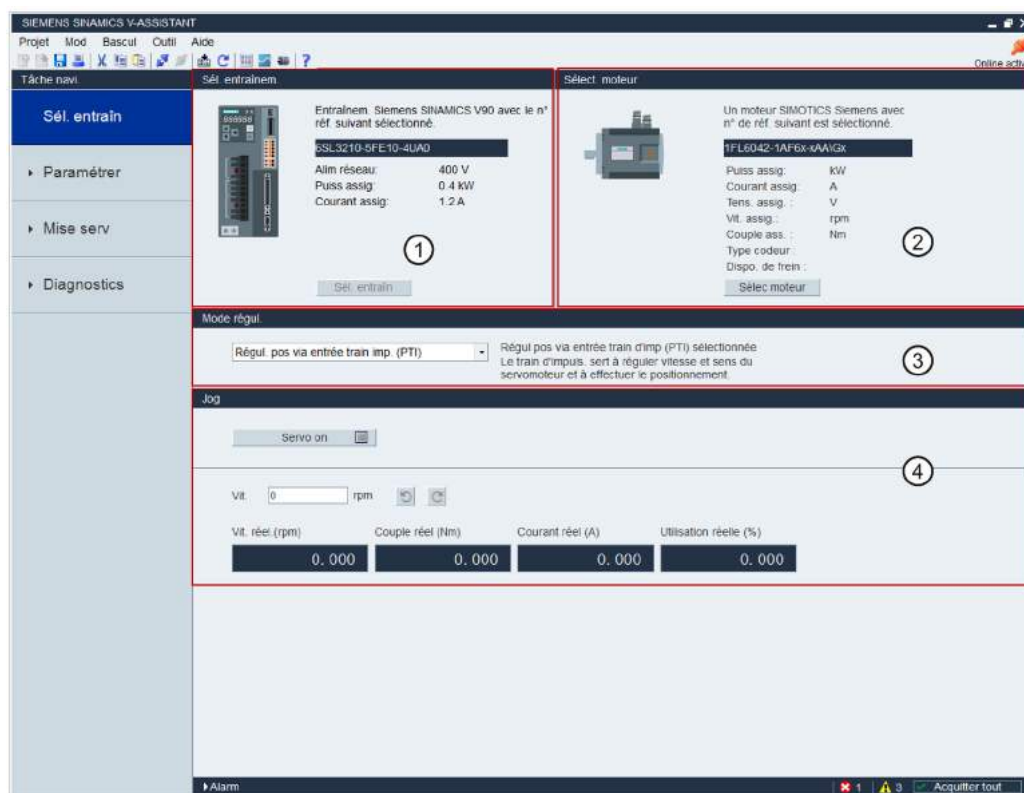 SIEMENS SINAMICS V-ASSISTANT
Projet Mod Bascul Outil Aide
Online activ
Tâche navi.
Sél. entraîn
Paramétrer
Mise serv
Diagnostics
Sél. entraînem.
Entraînem. Siemens SINAMICS V90 avec le n°
réf. suivant sélectionné.
6SL3210-5FE10-4UA0
Alim réseau: 400 V
Puiss assig: 0.4 kW
Courant assig: 1.2 A
1
Sél. entraîn
Sélect. moteur
Un moteur SIMOTICS Siemens avec
n° de réf. suivant est sélectionné.
1FL6042-1AF6x-xAA\Gx
Puiss assig: kW
Courant assig: A
Tens. assig. : V
Vit. assig.: rpm
Couple ass. : Nm
Type codeur :
Dispo. de frein :
2
Sélec moteur
Mode régul.
Régul. pos via entrée train imp. (PTI)
Régul pos via entrée train d'imp (PTI) sélectionnée
Le train d'impuls. sert à réguler vitesse et sens du
servomoteur et à effectuer le positionnement.
3
Jog
Servo on
4
Vit. 0 rpm
Vit. réel.(rpm) Couple réel (Nm) Courant réel (A) Utilisation réelle (%)
0.000 0.000 0.000 0.000
Alarm
1 3 Acquitter tout